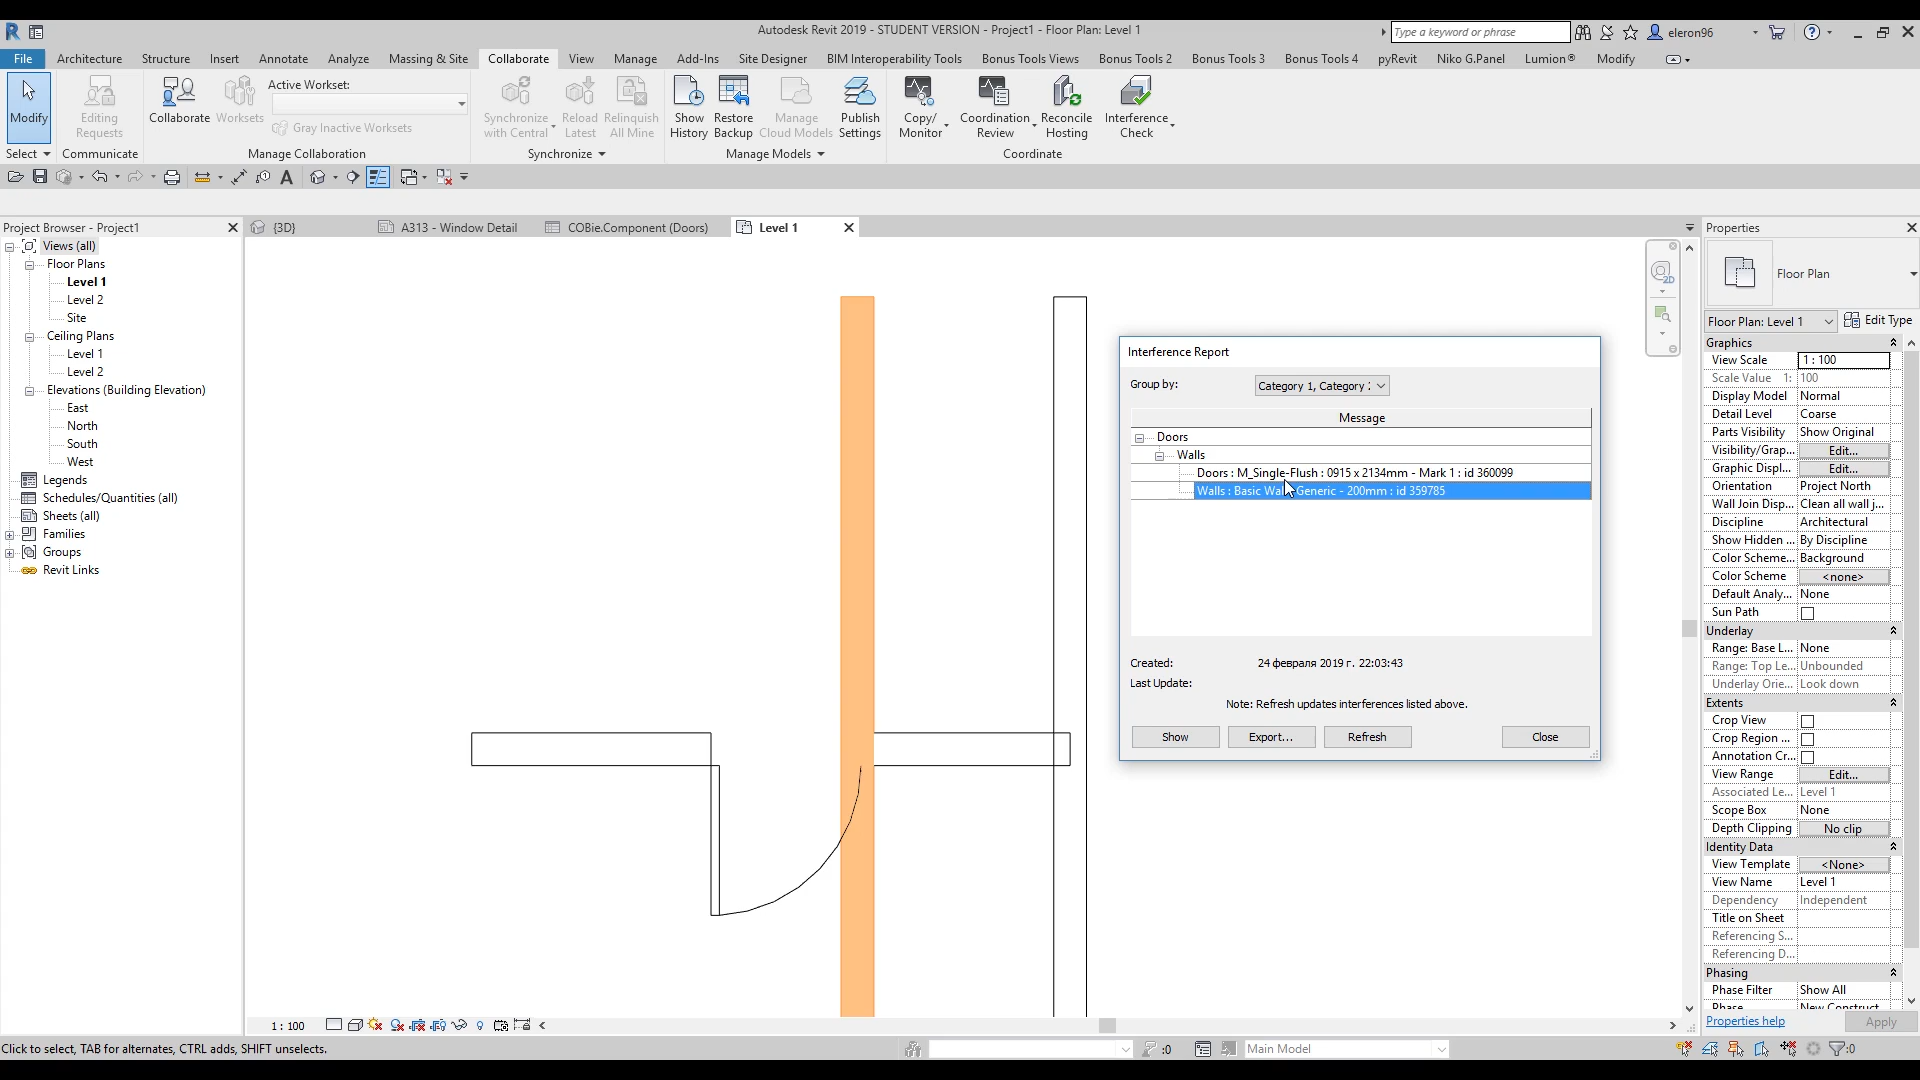 Autodesk Revit 2019 - STUDENT VERSION - Project1 - Floor Plan: Level 1
Type a keyword or phrase
eleron96
File Architecture Structure Insert Annotate Analyze Massing & Site Collaborate View Manage Add-Ins Site Designer BIM Interoperability Tools Bonus Tools Views Bonus Tools 2 Bonus Tools 3 Bonus Tools 4 pyRevit Niko G.Panel Lumion® Modify
Modify
Select
Editing Requests
Communicate
Collaborate
Worksets
Active Workset:
Gray Inactive Worksets
Manage Collaboration
Synchronize with Central
Reload Latest
Relinquish All Mine
Synchronize
Show History
Restore Backup
Manage Cloud Models
Publish Settings
Manage Models
Copy/ Monitor
Coordination Review
Reconcile Hosting
Interference Check
Coordinate
Project Browser - Project1
Views (all)
Floor Plans
Level 1
Level 2
Site
Ceiling Plans
Level 1
Level 2
Elevations (Building Elevation)
East
North
South
West
Legends
Schedules/Quantities (all)
Sheets (all)
Families
Groups
Revit Links
{3D}
A313 - Window Detail
COBie.Component (Doors)
Level 1
2D
Interference Report
Group by:
Category 1, Category
Message
Doors
Walls
Doors : M_Single-Flush : 0915 x 2134mm - Mark 1 : id 360099
Walls : Basic Wa Generic - 200mm : id 359785
Created: 24 февраля 2019 г. 22:03:43
Last Update:
Note: Refresh updates interferences listed above.
Show Export... Refresh Close
Properties
Floor Plan
Floor Plan: Level 1 Edit Type
Graphics
View Scale 1 : 100
Scale Value 1: 100
Display Model Normal
Detail Level Coarse
Parts Visibility Show Original
Visibility/Grap... Edit...
Graphic Displ... Edit...
Orientation Project North
Wall Join Disp... Clean all wall j...
Discipline Architectural
Show Hidden ... By Discipline
Color Scheme... Background
Color Scheme <none>
Default Analy... None
Sun Path
Underlay
Range: Base L... None
Range: Top Le... Unbounded
Underlay Orie... Look down
Extents
Crop View
Crop Region ...
Annotation Cr...
View Range Edit...
Associated Le... Level 1
Scope Box None
Depth Clipping No clip
Identity Data
View Template <None>
View Name Level 1
Dependency Independent
Title on Sheet
Referencing S...
Referencing D...
Phasing
Phase Filter Show All
Phase New Construct
Properties help
Apply
1 : 100
Click to select, TAB for alternates, CTRL adds, SHIFT unselects.
:0
Main Model
:0